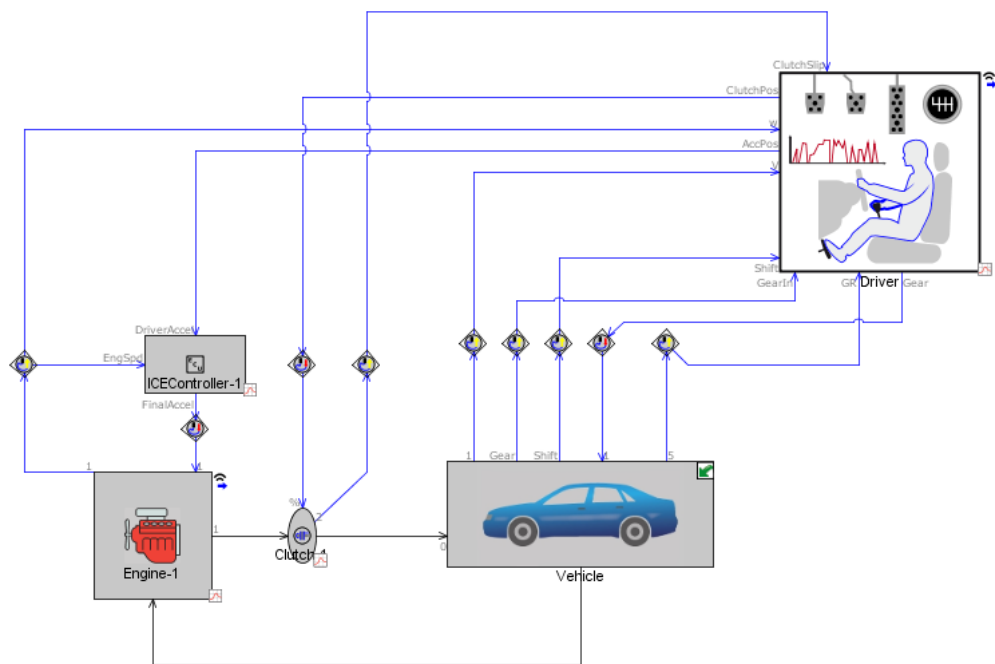 ClutchSlip
ClutchPos
w
AccPos
V
Shift
GearIn
GR
Driver
Gear
DriverAccel
EngSpd
ICEController-1
FinalAccel
1
1
Gear
Shift
4
5
%
2
1
0
Clutch-1
Engine-1
Vehicle